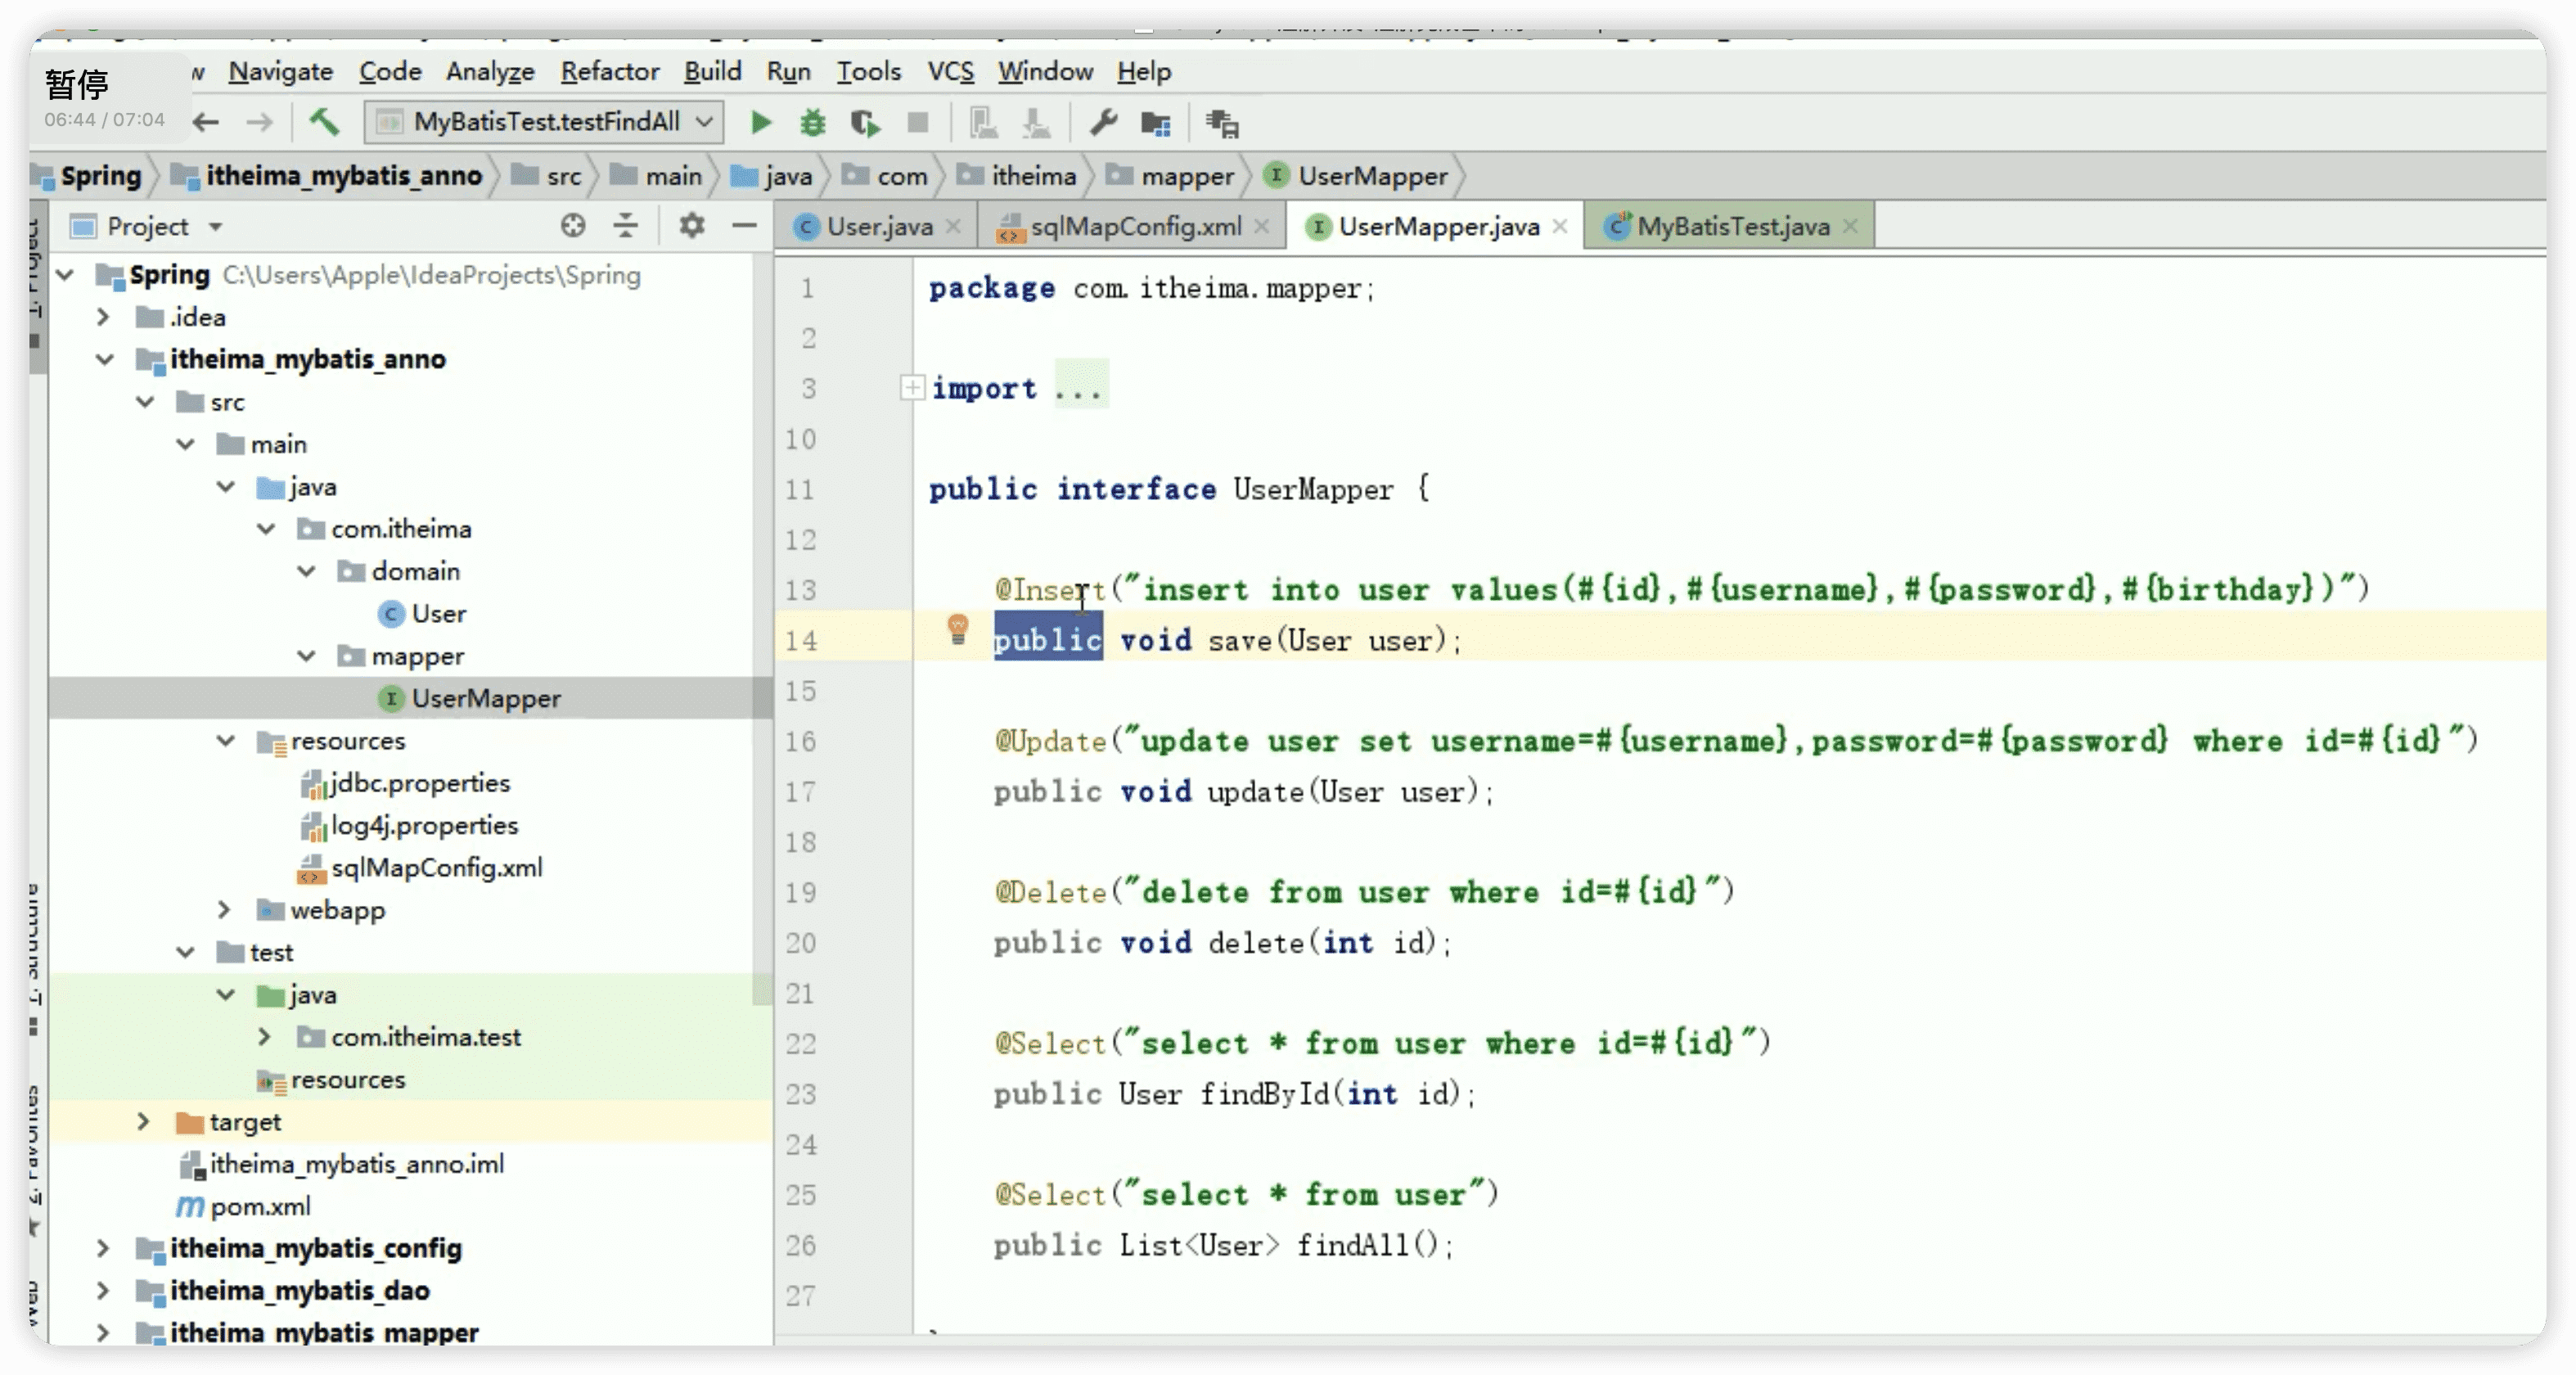 暂停
06:44 / 07:04
Navigate Code Analyze Refactor Build Run Tools VCS Window Help
MyBatisTest.testFindAll
Spring itheima_mybatis_anno src main java com itheima mapper UserMapper
Project
User.java sqlMapConfig.xml UserMapper.java MyBatisTest.java
Spring C:\Users\Apple\IdeaProjects\Spring
.idea
itheima_mybatis_anno
src
main
java
com.itheima
domain
User
mapper
UserMapper
resources
jdbc.properties
log4j.properties
sqlMapConfig.xml
webapp
test
java
com.itheima.test
resources
target
itheima_mybatis_anno.iml
pom.xml
itheima_mybatis_config
itheima_mybatis_dao
itheima_mybatis_mapper
1 package com.itheima.mapper;
2
3 import ...
10
11 public interface UserMapper {
12
13 @Insert("insert into user values(#{id},#{username},#{password},#{birthday})")
14 public void save(User user);
15
16 @Update("update user set username=#{username},password=#{password} where id=#{id}")
17 public void update(User user);
18
19 @Delete("delete from user where id=#{id}")
20 public void delete(int id);
21
22 @Select("select * from user where id=#{id}")
23 public User findById(int id);
24
25 @Select("select * from user")
26 public List<User> findAll();
27